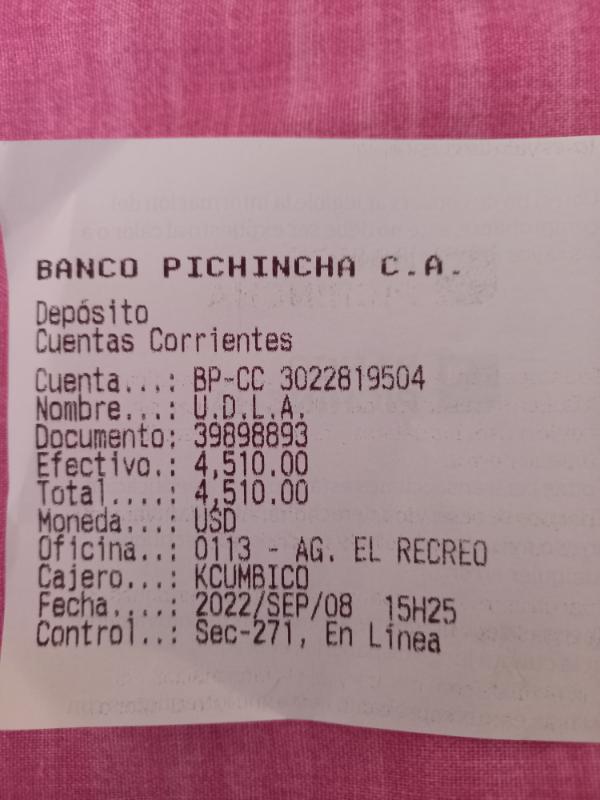 BANCO PICHINCHA C.A.
Depósito
Cuentas Corrientes
Cuenta...: BP-CC 3022819504
Nombre...: U.D.L.A.
Documento: 39898893
Efectivo.: 4,510.00
Total....: 4,510.00
Moneda...: USD
Oficina..: 0113 - AG. EL RECREO
Cajero...: KCUMBICO
Fecha....: 2022/SEP/08 15H25
Control..: Sec-271, En Línea